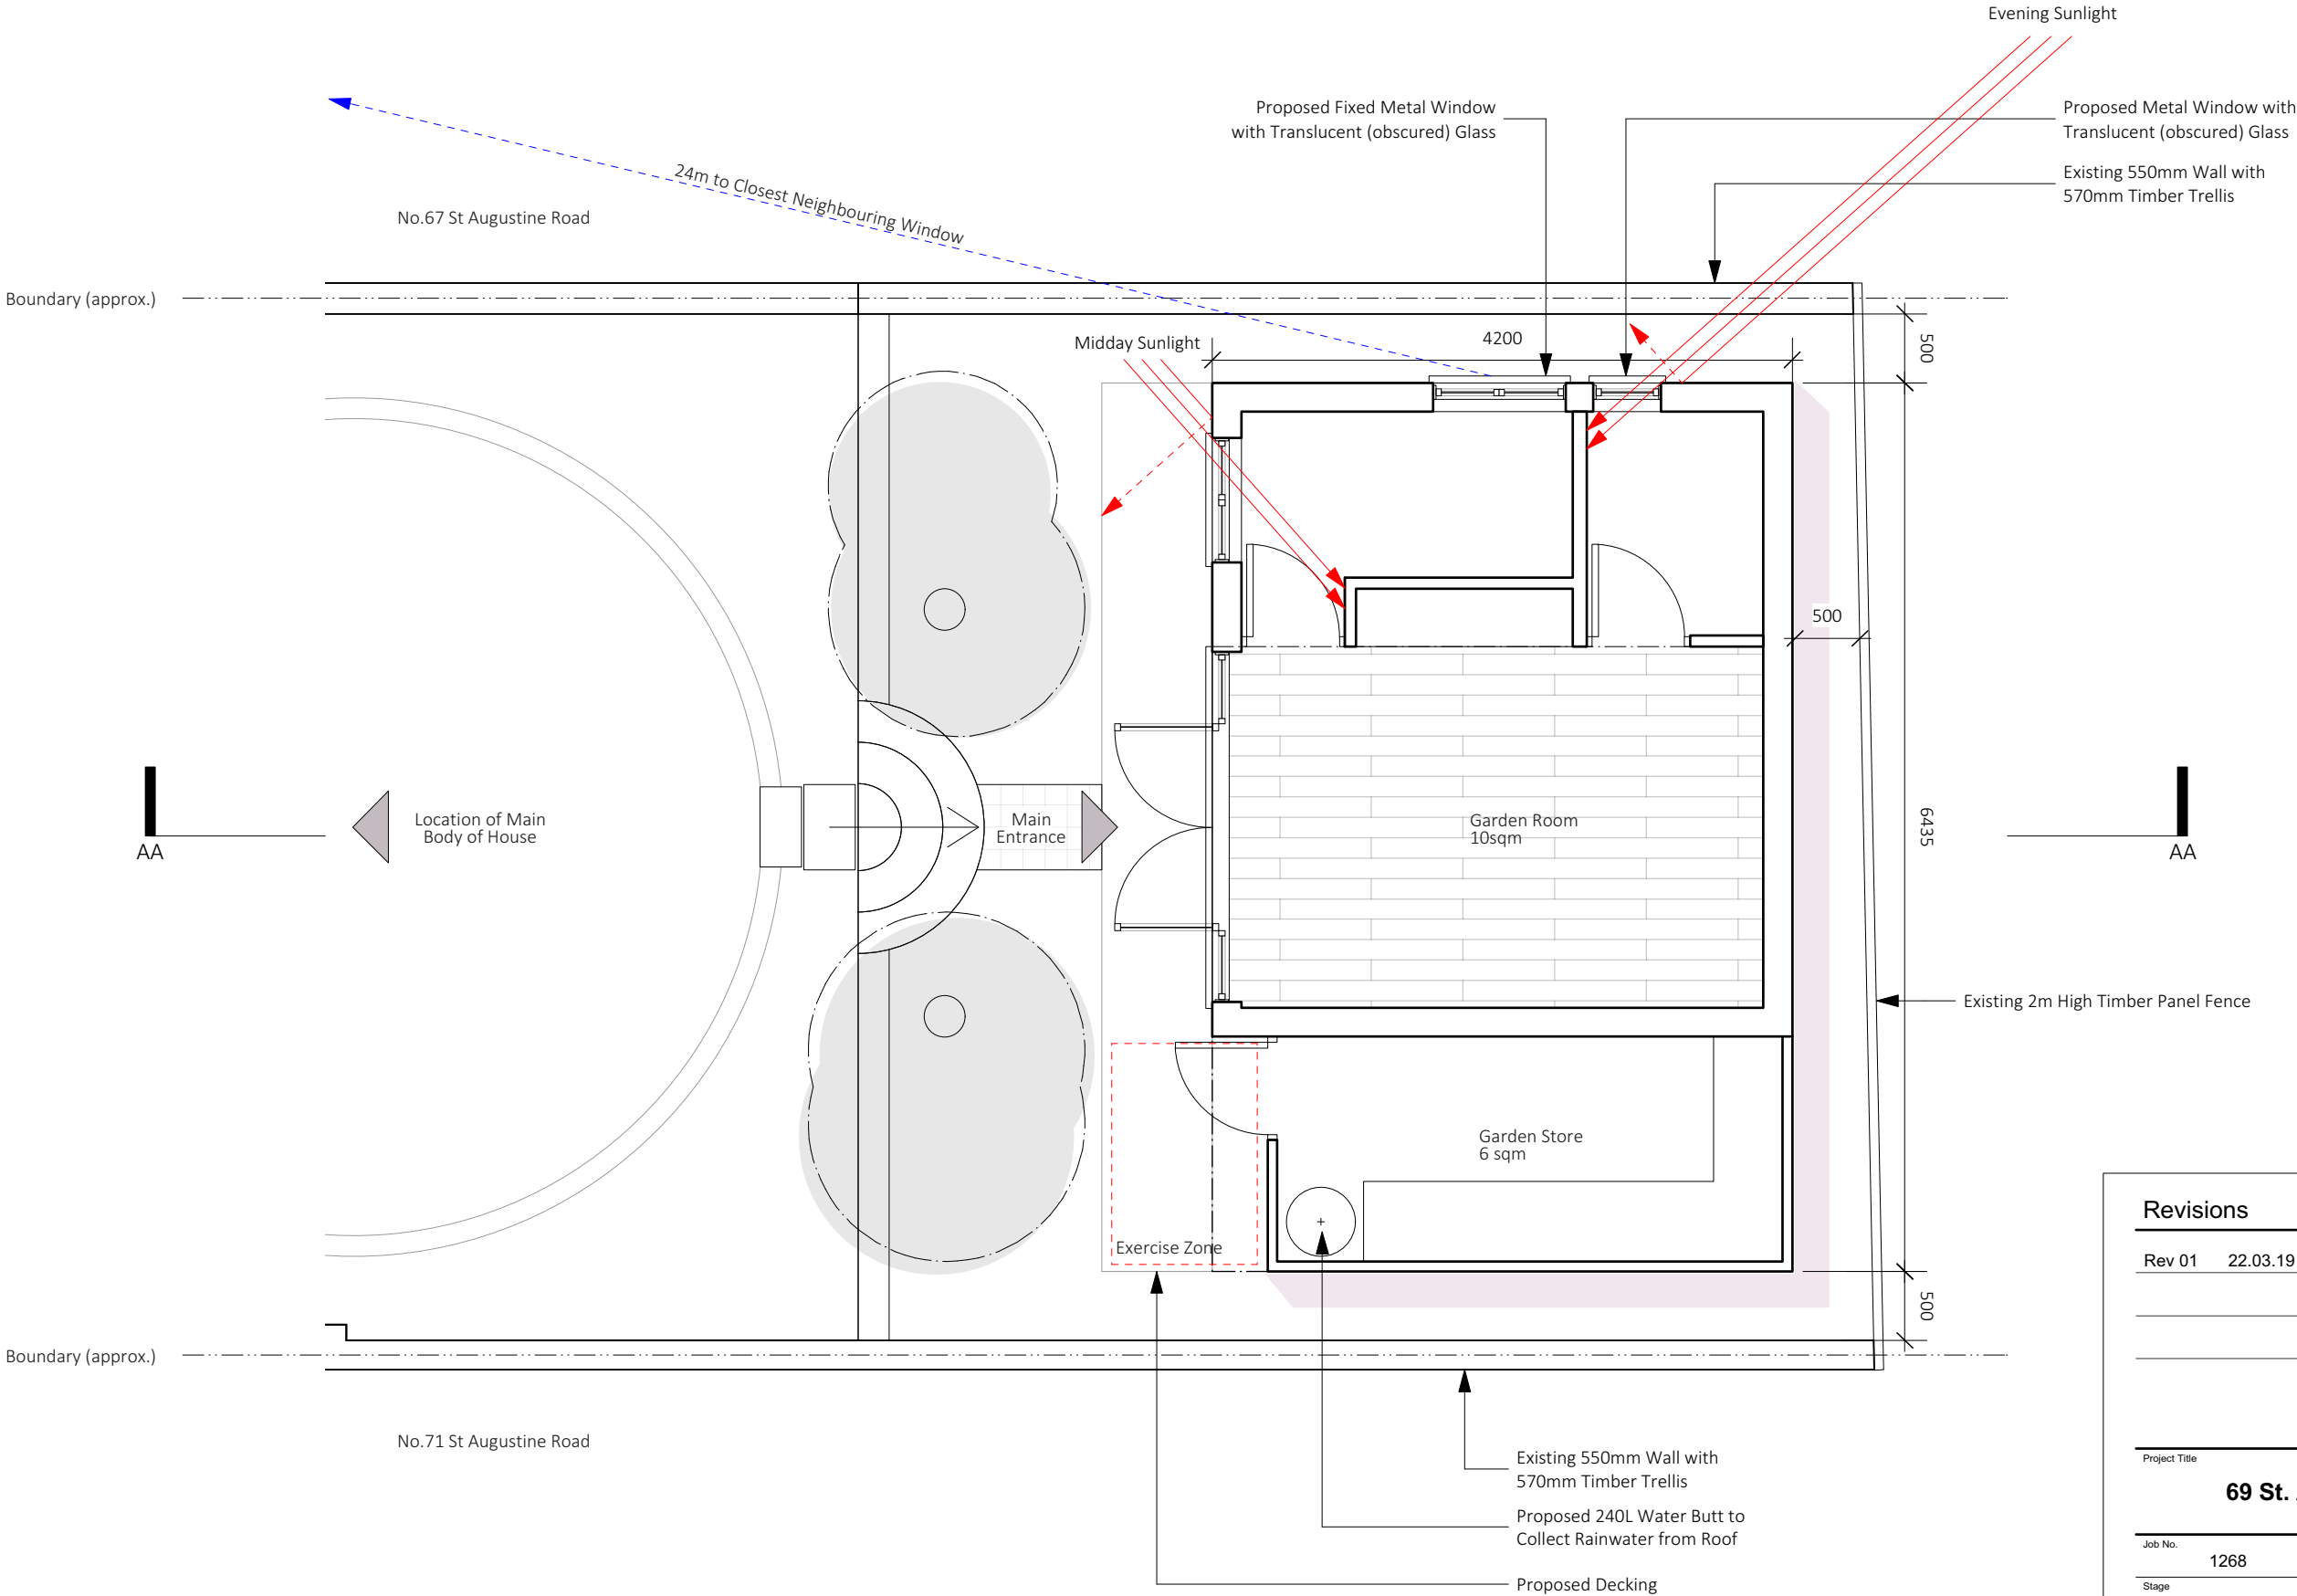 Evening Sunlight
Proposed Fixed Metal Window
with Translucent (obscured) Glass
Proposed Metal Window with
Translucent (obscured) Glass
Existing 550mm Wall with
570mm Timber Trellis
24m to Closest Neighbouring Window
No.67 St Augustine Road
Boundary (approx.)
Midday Sunlight
4200
500
500
Location of Main
Body of House
Main
Entrance
Garden Room
10sqm
6435
AA
AA
Existing 2m High Timber Panel Fence
Garden Store
6 sqm
Exercise Zone
500
Boundary (approx.)
No.71 St Augustine Road
Existing 550mm Wall with
570mm Timber Trellis
Proposed 240L Water Butt to
Collect Rainwater from Roof
Proposed Decking
Revisions
Rev 01 22.03.19
Project Title
69 St.
Job No.
1268
Stage